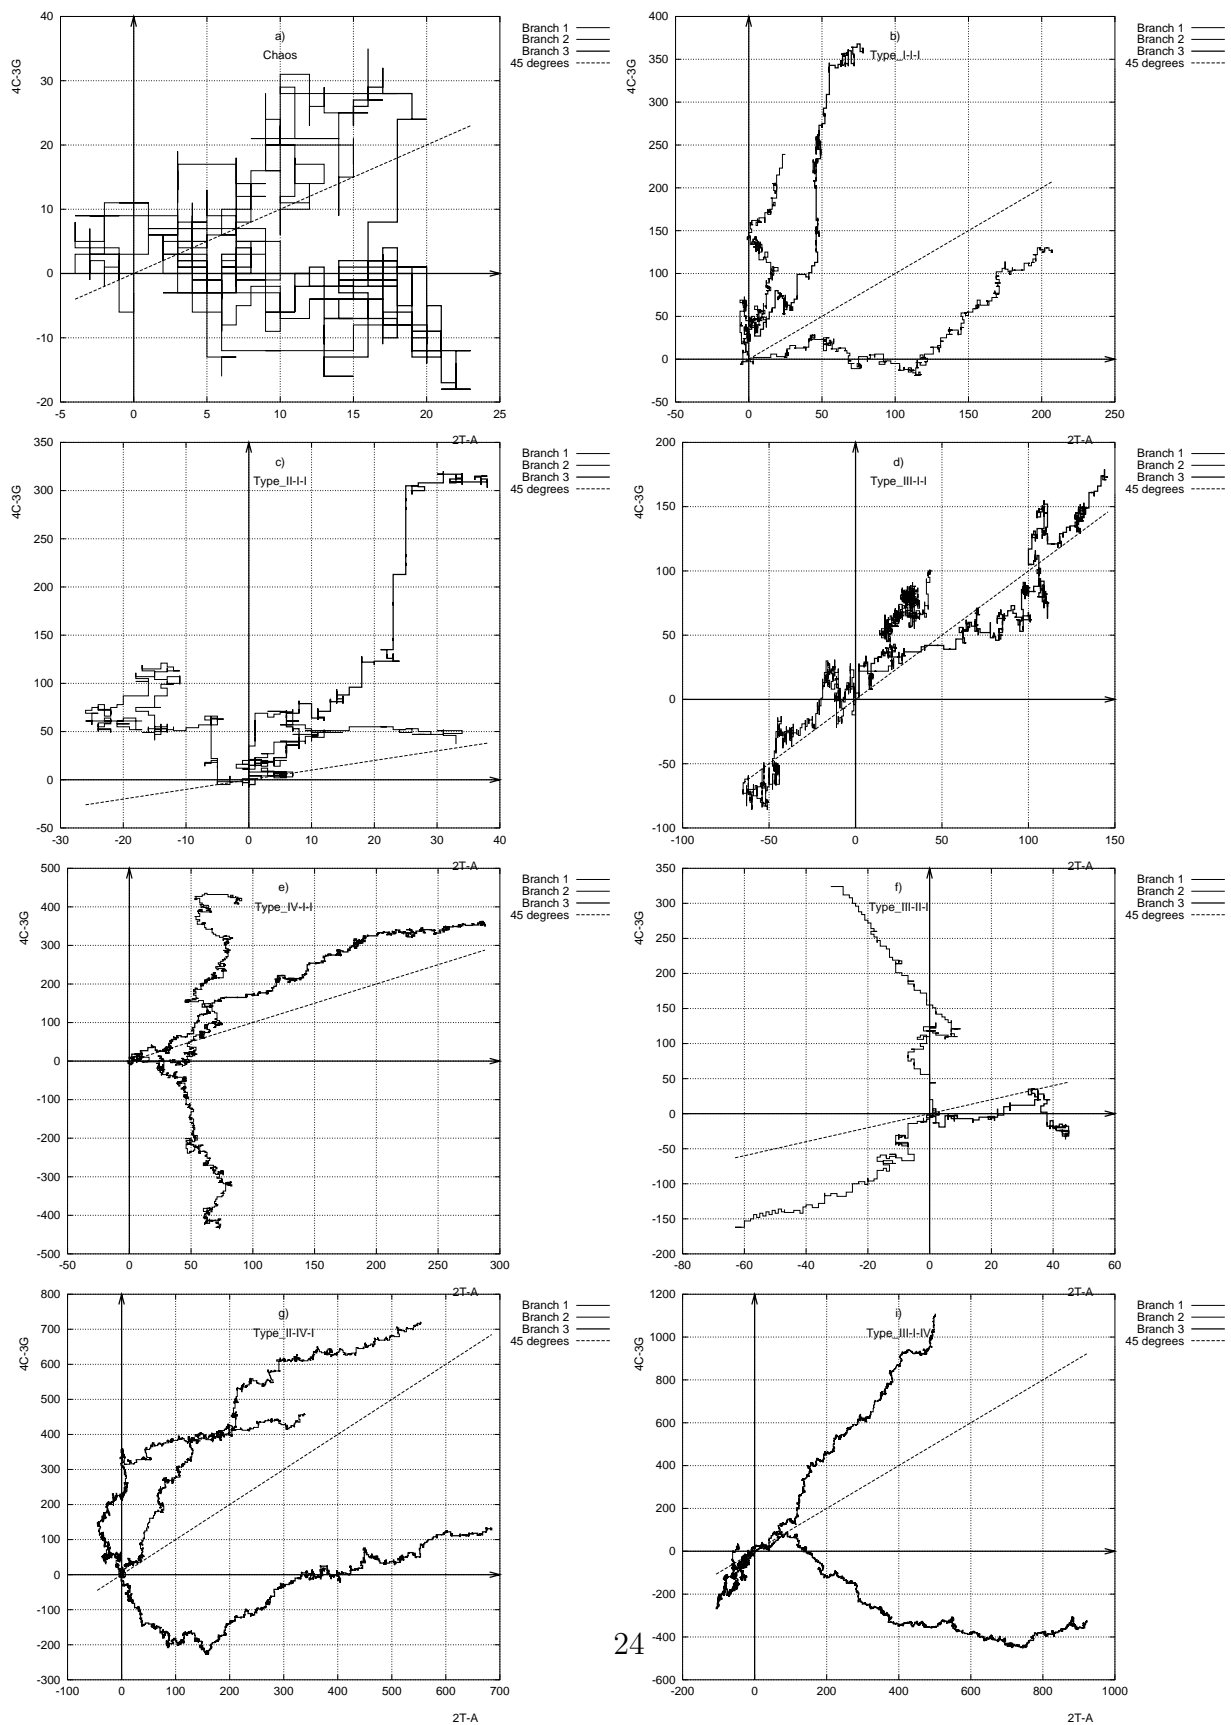 a)
Chaos
4C-3G
40
30
20
10
0
-10
-20
-5 0 5 10 15 20 25
2T-A
Branch 1
Branch 2
Branch 3
45 degrees
b)
Type_I-I-I
4C-3G
400
350
300
250
200
150
100
50
0
-50
-50 0 50 100 150 200 250
2T-A
Branch 1
Branch 2
Branch 3
45 degrees
c)
Type_II-I-I
4C-3G
350
300
250
200
150
100
50
0
-50
-30 -20 -10 0 10 20 30 40
2T-A
Branch 1
Branch 2
Branch 3
45 degrees
d)
Type_III-I-I
4C-3G
200
150
100
50
0
-50
-100
-100 -50 0 50 100 150
2T-A
Branch 1
Branch 2
Branch 3
45 degrees
e)
Type_IV-I-I
4C-3G
500
400
300
200
100
0
-100
-200
-300
-400
-500
-50 0 50 100 150 200 250 300
2T-A
Branch 1
Branch 2
Branch 3
45 degrees
f)
Type_III-II-I
4C-3G
350
300
250
200
150
100
50
0
-50
-100
-150
-200
-80 -60 -40 -20 0 20 40 60
2T-A
Branch 1
Branch 2
Branch 3
45 degrees
g)
Type_II-IV-I
4C-3G
800
700
600
500
400
300
200
100
0
-100
-200
-300
-100 0 100 200 300 400 500 600 700
2T-A
Branch 1
Branch 2
Branch 3
45 degrees
i)
Type_III-I-IV
4C-3G
1200
1000
800
600
400
200
0
-200
-400
-600
-200 0 200 400 600 800 1000
2T-A
Branch 1
Branch 2
Branch 3
45 degrees
24